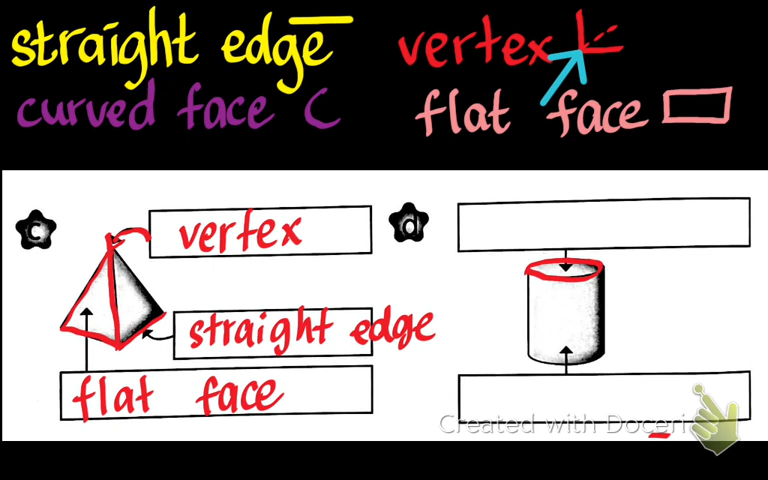 straight edge
vertex
curved face
flat face
c
vertex
d
straight edge
flat face
Created with Doceri